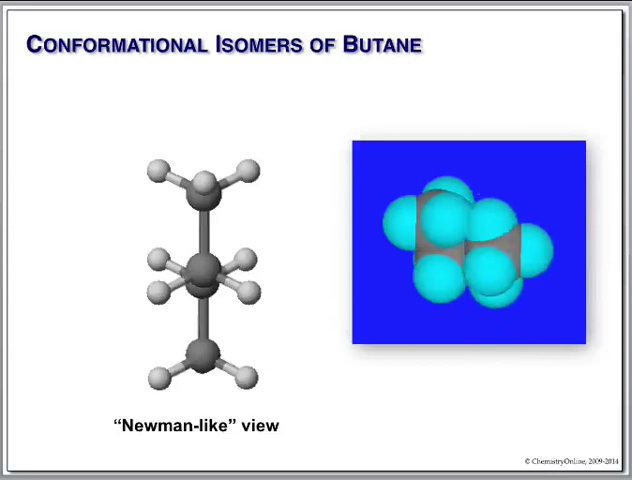 CONFORMATIONAL ISOMERS OF BUTANE
“Newman-like” view
© ChemistryOnline, 2009-2014